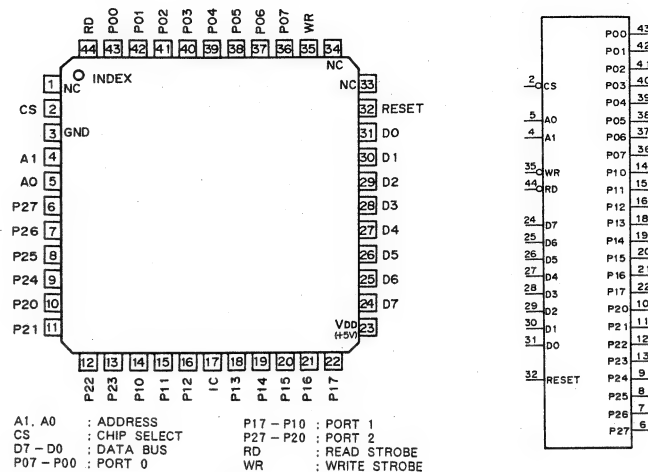 RD P00 P01 P02 P03 P04 P05 P06 P07 WR
44 43 42 41 40 39 38 37 36 35 34
NC
1 NC
INDEX
CS 2
3 GND
A1 4
A0 5
P27 6
P26 7
P25 8
P24 9
P20 10
P21 11
NC 33
32 RESET
31 D0
30 D1
29 D2
28 D3
27 D4
26 D5
25 D6
24 D7
VDD (+5V) 23
12 13 14 15 16 17 18 19 20 21 22
P22 P23 P10 P11 P12 IC P13 P14 P15 P16 P17
A1, A0 : ADDRESS
CS : CHIP SELECT
D7 – D0 : DATA BUS
P07 – P00 : PORT 0
P17 – P10 : PORT 1
P27 – P20 : PORT 2
RD : READ STROBE
WR : WRITE STROBE
2 CS
5 A0
4 A1
35 WR
44 RD
24 D7
25 D6
26 D5
27 D4
28 D3
29 D2
30 D1
31 D0
32 RESET
P00 43
P01 42
P02 41
P03 40
P04 39
P05 38
P06 37
P07 36
P10 14
P11 15
P12 16
P13 18
P14 19
P15 20
P16 21
P17 22
P20 10
P21 11
P22 12
P23 13
P24 9
P25 8
P26 7
P27 6